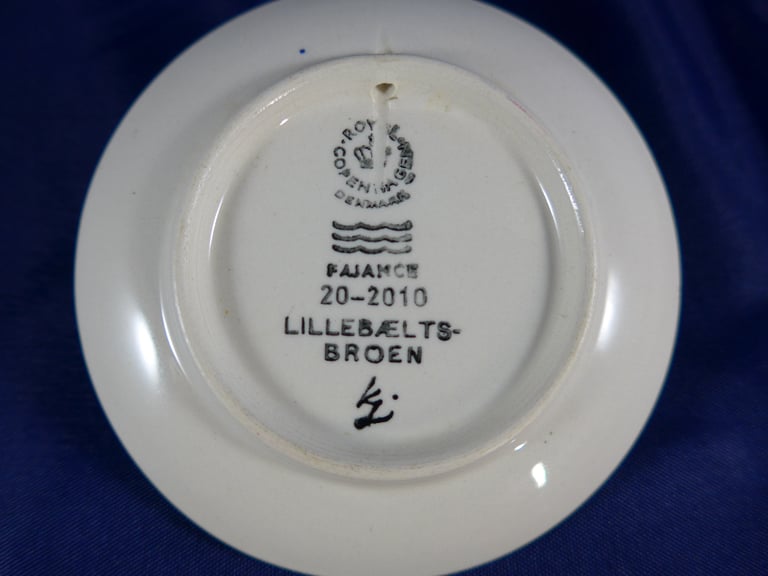 ROYAL COPENHAGEN
DENMARK
FAJANCE
20-2010
LILLEBÆLTS-
BROEN